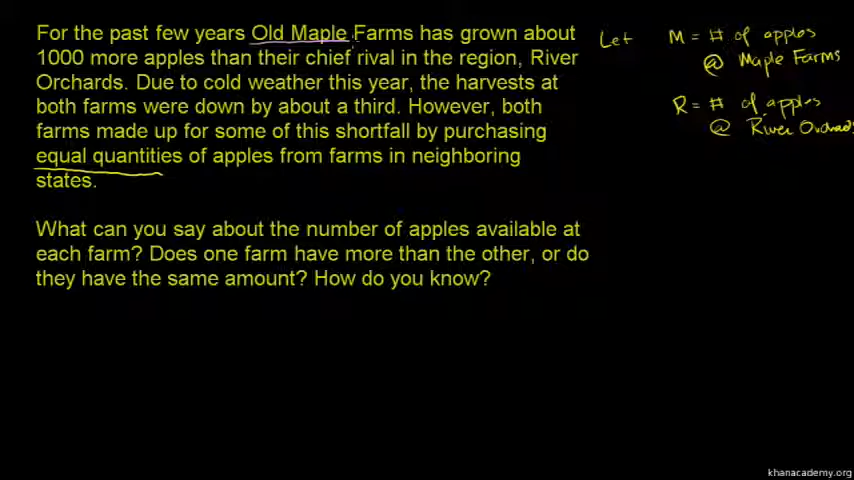 For the past few years Old Maple Farms has grown about
1000 more apples than their chief rival in the region, River
Orchards. Due to cold weather this year, the harvests at
both farms were down by about a third. However, both
farms made up for some of this shortfall by purchasing
equal quantities of apples from farms in neighboring
states.
What can you say about the number of apples available at
each farm? Does one farm have more than the other, or do
they have the same amount? How do you know?
Let M = # of apples
@ Maple Farms
R = # of apples
@ River Orchards
khanacademy.org